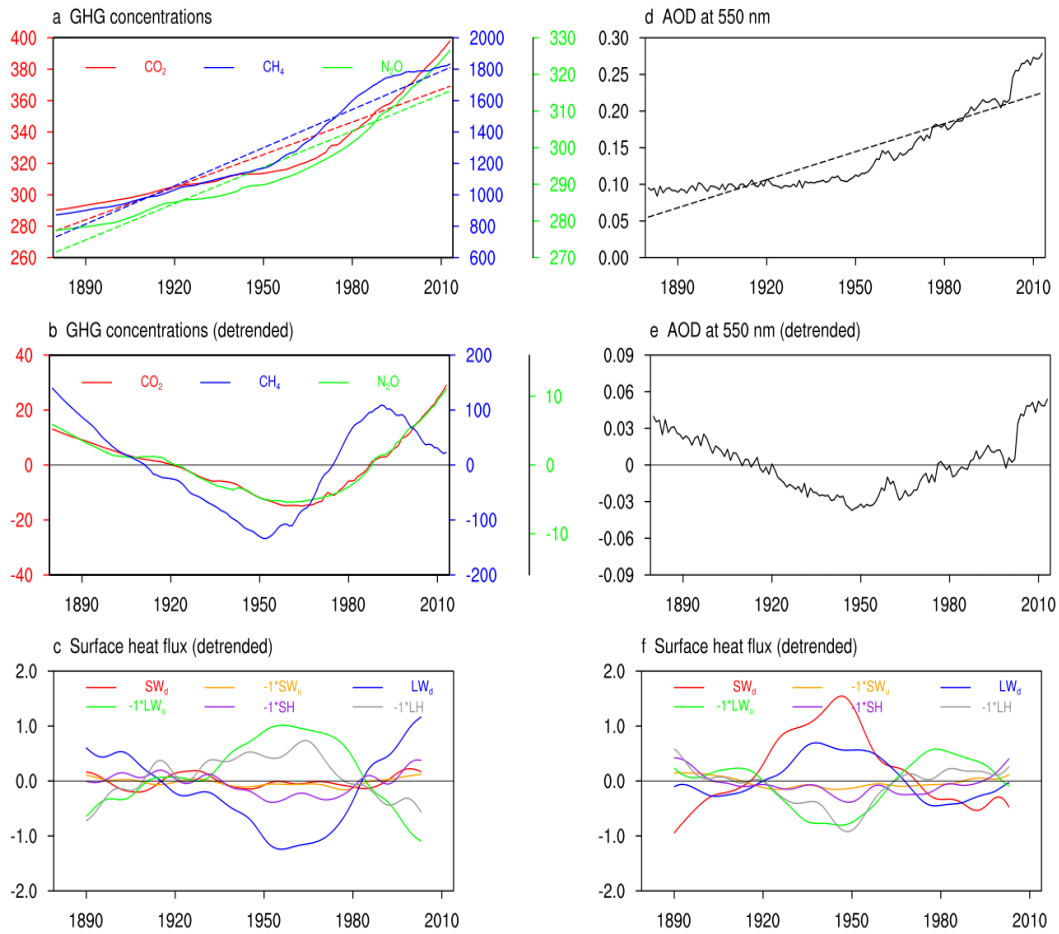 a GHG concentrations
400 2000 330
CO₂ CH₄ N₂O
380 1800 320
360 1600 310
340 1400
320 1200 300
300 1000 290
280 800 280
260 600 270
1890 1920 1950 1980 2010
d AOD at 550 nm
0.30
0.25
0.20
0.15
0.10
0.05
0.00
1890 1920 1950 1980 2010
b GHG concentrations (detrended)
40 200
CO₂ CH₄ N₂O
20 100 10
0 0 0
-20 -100 -10
-40 -200
1890 1920 1950 1980 2010
e AOD at 550 nm (detrended)
0.09
0.06
0.03
0
-0.03
-0.06
-0.09
1890 1920 1950 1980 2010
c Surface heat flux (detrended)
2.0
SW_d -1*SW_u LW_d
-1*LW_u -1*SH -1*LH
1.0
0.0
-1.0
-2.0
1890 1920 1950 1980 2010
f Surface heat flux (detrended)
2.0
SW_d -1*SW_u LW_d
-1*LW_u -1*SH -1*LH
1.0
0.0
-1.0
-2.0
1890 1920 1950 1980 2010